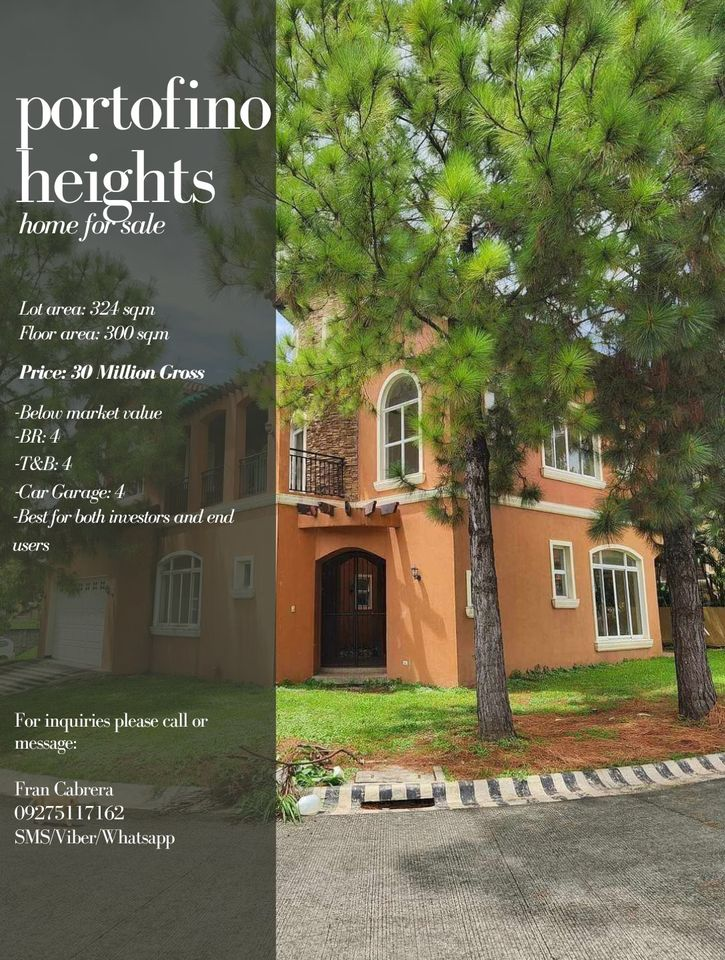 portofino
heights
home for sale
Lot area: 324 sqm
Floor area: 300 sqm
Price: 30 Million Gross
-Below market value
-BR: 4
-T&B: 4
-Car Garage: 4
-Best for both investors and end
users
For inquiries please call or
message:
Fran Cabrera
09275117162
SMS/Viber/Whatsapp